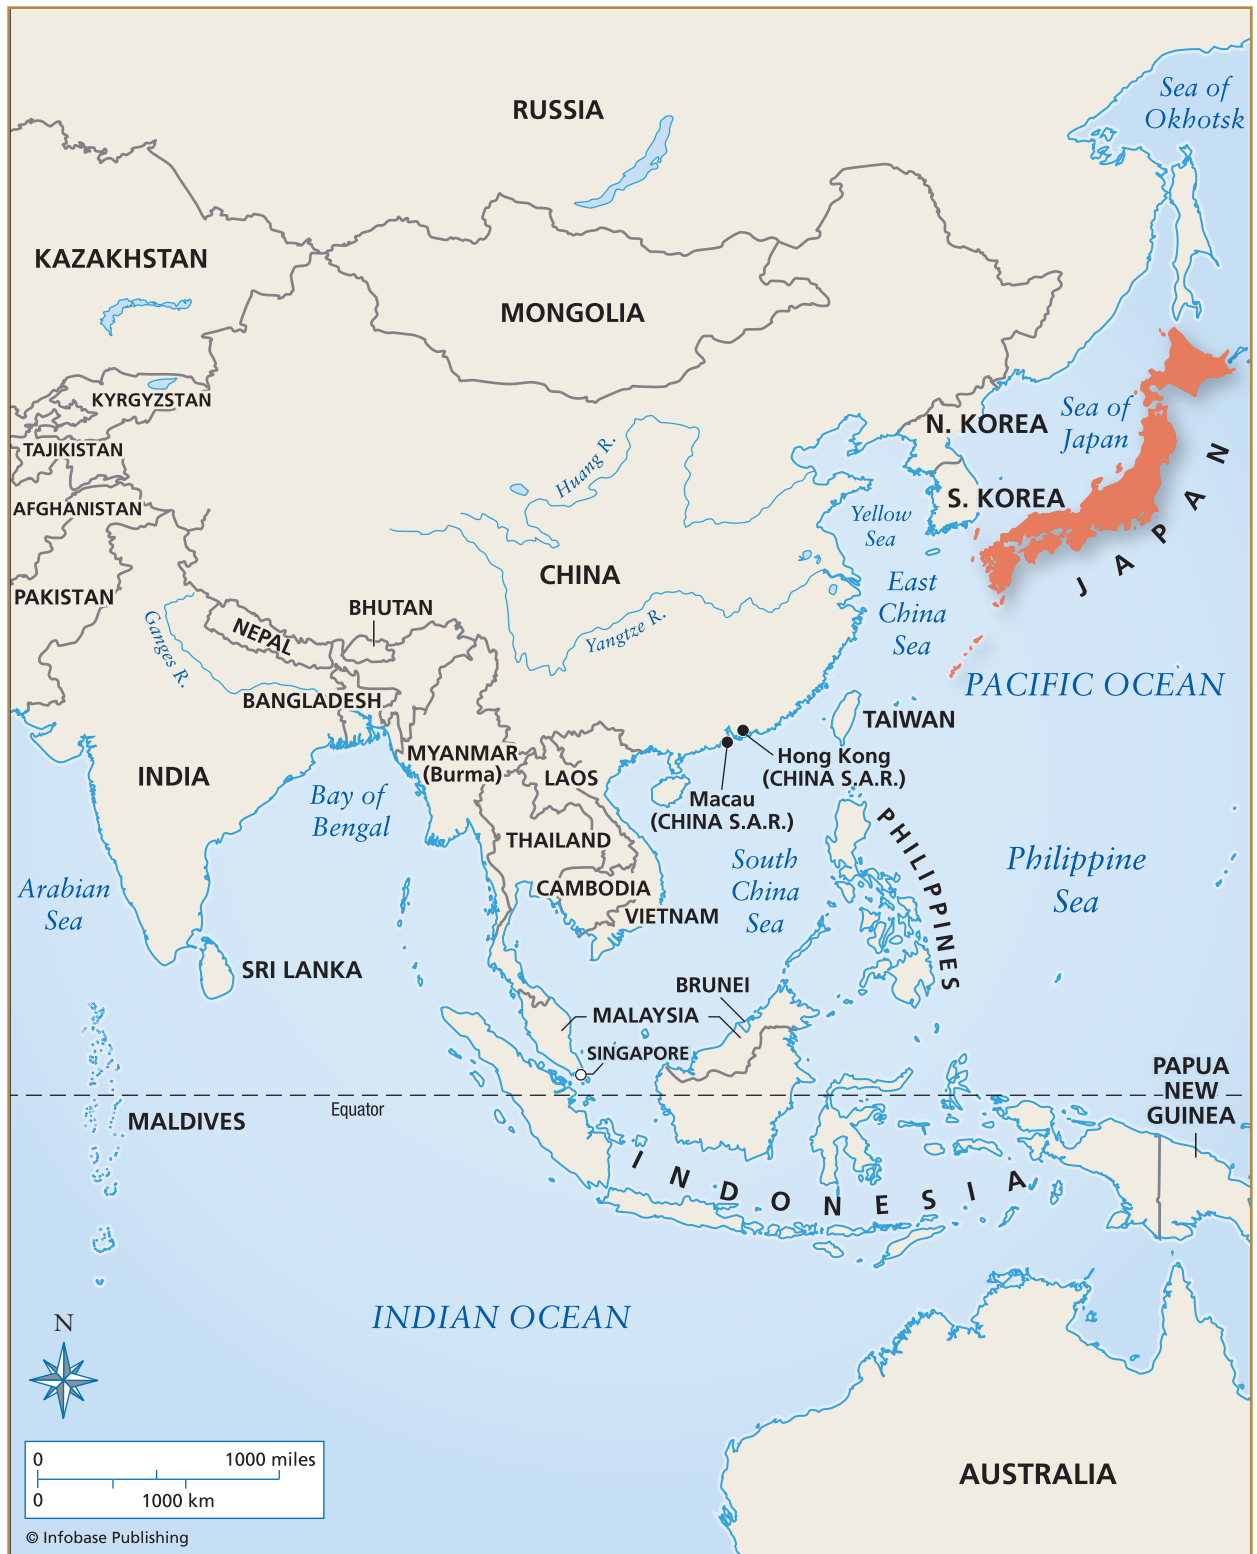 Sea of
Okhotsk
RUSSIA
KAZAKHSTAN
MONGOLIA
KYRGYZSTAN
Sea of
Japan
N. KOREA
TAJIKISTAN
Huang R.
S. KOREA
JAPAN
AFGHANISTAN
Yellow
Sea
CHINA
East
China
Sea
PAKISTAN
BHUTAN
Ganges R.
NEPAL
Yangtze R.
PACIFIC OCEAN
BANGLADESH
TAIWAN
MYANMAR
(Burma)
Hong Kong
(CHINA S.A.R.)
INDIA
LAOS
Macau
(CHINA S.A.R.)
Bay of
Bengal
THAILAND
PHILIPPINES
South
China
Sea
Philippine
Sea
Arabian
Sea
CAMBODIA
VIETNAM
SRI LANKA
BRUNEI
MALAYSIA
SINGAPORE
PAPUA
NEW
GUINEA
Equator
MALDIVES
INDONESIA
INDIAN OCEAN
N
AUSTRALIA
0 1000 miles
0 1000 km
© Infobase Publishing